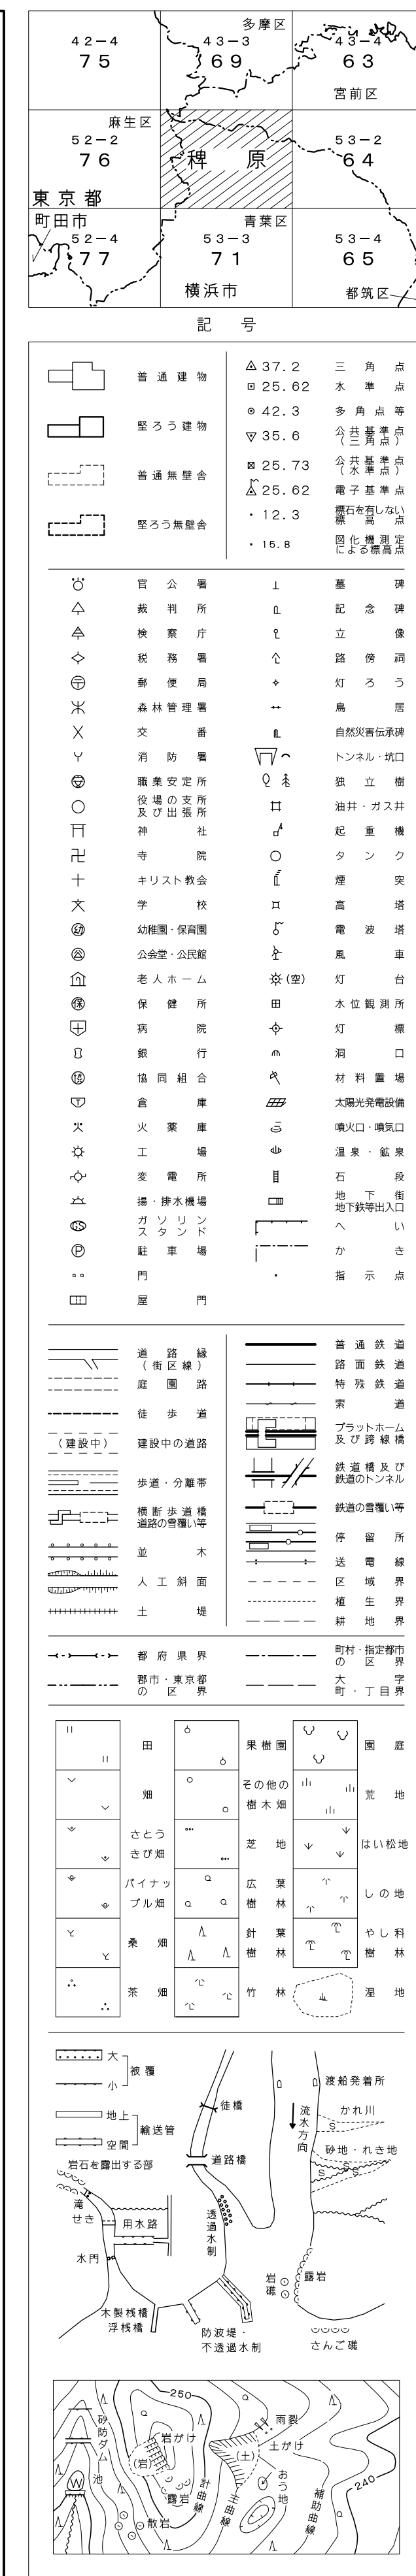 多摩区
42-4
75
43-3
69
43-4
63
宮前区
麻生区
52-2
76
稗原
53-2
64
東京都
町田市
52-4
77
青葉区
53-3
71
横浜市
53-4
65
都筑区
記号
普通建物
堅ろう建物
普通無壁舎
堅ろう無壁舎
37.2 三角点
25.62 水準点
42.3 多角点等
35.6 公共基準点
(三角点)
25.73 公共基準点
(水準点)
25.62 電子基準点
12.3 標石を有しない
標高点
15.8 図化機測定
による標高点
官公署
裁判所
検察庁
税務署
郵便局
森林管理署
交番
消防署
職業安定所
役場の支所
及び出張所
神社
寺院
キリスト教会
文 学校
幼 幼稚園・保育園
公 公会堂・公民館
老人ホーム
保 保健所
病院
銀行
協 協同組合
倉庫
火薬庫
工場
変電所
揚・排水機場
GS ガソリン
スタンド
P 駐車場
門
屋門
墓碑
記念碑
立像
路傍祠
灯ろう
鳥居
自然災害伝承碑
トンネル・坑口
独立樹
油井・ガス井
起重機
タンク
煙突
高塔
電波塔
風車
(空) 灯台
水位観測所
灯標
洞口
材料置場
太陽光発電設備
噴火口・噴気口
温泉・鉱泉
石段
地下街
地下鉄等出入口
へい
かき
指示点
道路縁
(街区線)
庭園路
徒歩道
(建設中) 建設中の道路
歩道・分離帯
横断歩道橋
道路の雪覆い等
並木
人工斜面
土堤
普通鉄道
路面鉄道
特殊鉄道
索道
プラットホーム
及び跨線橋
鉄道橋及び
鉄道のトンネル
鉄道の雪覆い等
停留所
送電線
区域界
植生界
耕地界
都府県界
郡市・東京都
の区界
町村・指定都市
の区界
大字
町・丁目界
田
畑
さとう
きび畑
パイナッ
プル畑
桑畑
茶畑
果樹園
その他の
樹木畑
芝地
広葉
樹林
針葉
樹林
竹林
園庭
荒地
はい松地
しの地
やし科
樹林
湿地
大
小
被覆
地上
空間
輸送管
岩石を露出する部
滝
せき
用水路
水門
木製桟橋
浮桟橋
徒橋
道路橋
透過水制
防波堤・
不透過水制
流水方向
渡船発着所
かれ川
砂地・れき地
S
S
S
岩礁
露岩
さんご礁
砂防ダム
池
W
250
岩がけ
(岩)
露岩
散岩
計曲線
主曲線
雨裂
土がけ
(土)
おう地
補助曲線
240